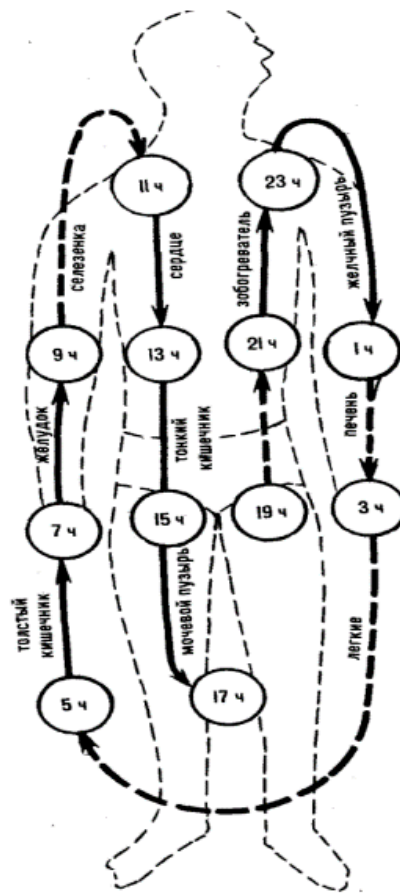 11 ч
23 ч
селезенка
сердце
зобогреватель
желчный пузырь
9 ч
13 ч
21 ч
1 ч
желудок
тонкий
кишечник
печень
7 ч
15 ч
19 ч
3 ч
толстый
кишечник
мочевой пузырь
легкие
5 ч
17 ч